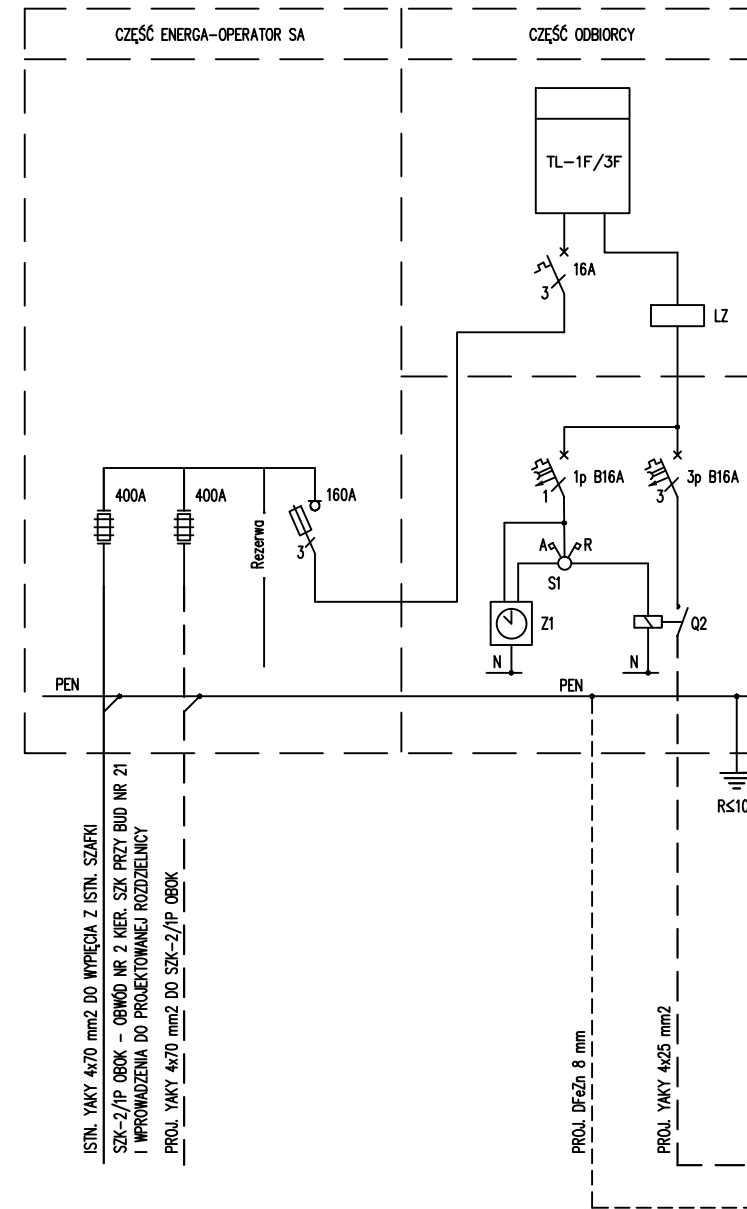 CZĘŚĆ ENERGA-OPERATOR SA
CZĘŚĆ ODBIORCY
TL-1F/3F
16A
3
LZ
400A
400A
Rezerwa
160A
3
1p B16A
1
3p B16A
3
A
R
S1
Z1
Q2
N
N
PEN
PEN
R≤10
ISTN. YAKY 4x70 mm2 DO WYPIĘCIA Z ISTN. SZAFKI
SZK-2/1P OBOK - OBWÓD NR 2 KIER. SZK PRZY BUD NR 21
I WPROWADZENIA DO PROJEKTOWANEJ ROZDZIELNICY
PROJ. YAKY 4x70 mm2 DO SZK-2/1P OBOK
PROJ. DFeZn 8 mm
PROJ. YAKY 4x25 mm2